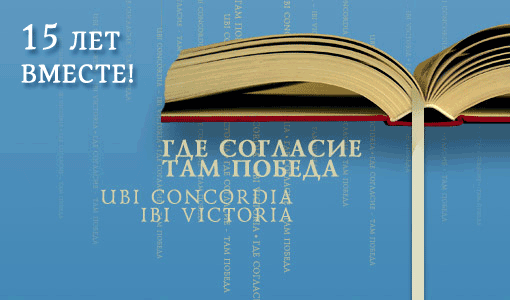 15 ЛЕТ
ВМЕСТЕ!
ГДЕ СОГЛАСИЕ
ТАМ ПОБЕДА
UBI CONCORDIA
IBI VICTORIA